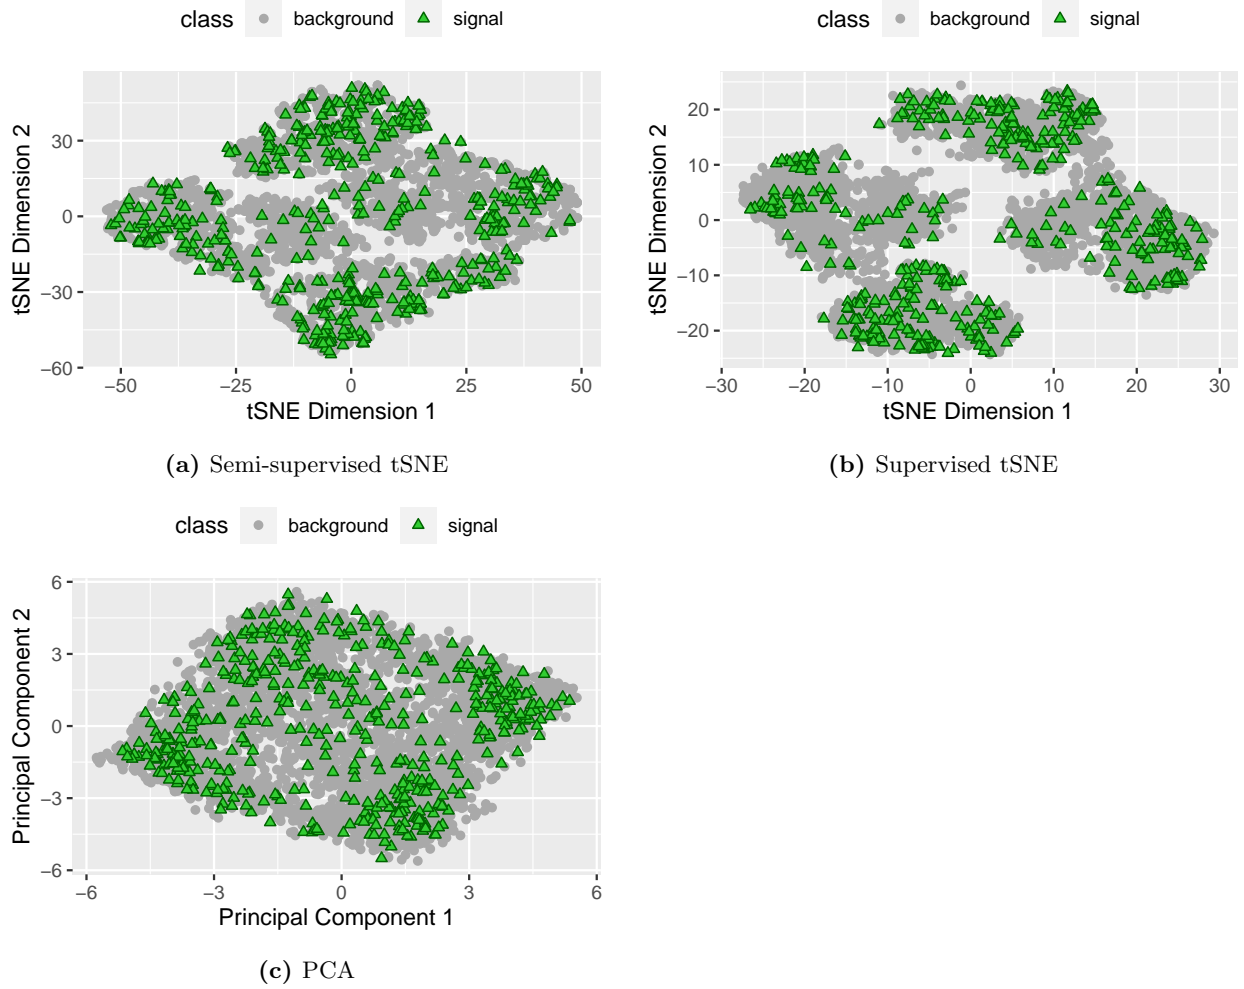 class background signal
class background signal
tSNE Dimension 2
30
0
−30
−60
−50 −25 0 25 50
tSNE Dimension 1
tSNE Dimension 2
20
10
0
−10
−20
−30 −20 −10 0 10 20 30
tSNE Dimension 1
(a) Semi-supervised tSNE
(b) Supervised tSNE
class background signal
Principal Component 2
6
3
0
−3
−6
−6 −3 0 3 6
Principal Component 1
(c) PCA